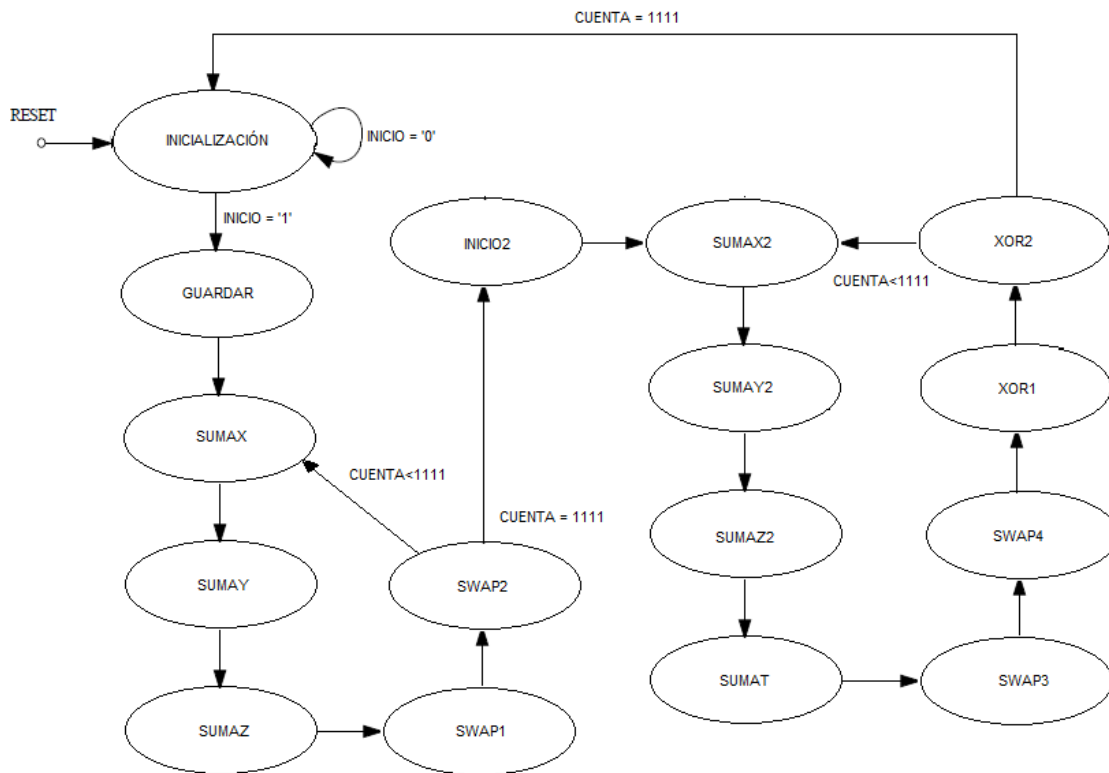 CUENTA = 1111
RESET
INICIALIZACIÓN
INICIO = '0'
INICIO = '1'
INICIO2
SUMAX2
XOR2
CUENTA<1111
GUARDAR
SUMAY2
XOR1
SUMAX
CUENTA<1111
CUENTA = 1111
SUMAZ2
SWAP4
SUMAY
SWAP2
SUMAT
SWAP3
SUMAZ
SWAP1